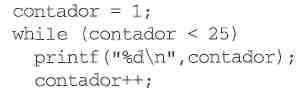 contador = 1;
while (contador < 25)
printf("%d\n",contador);
contador++;